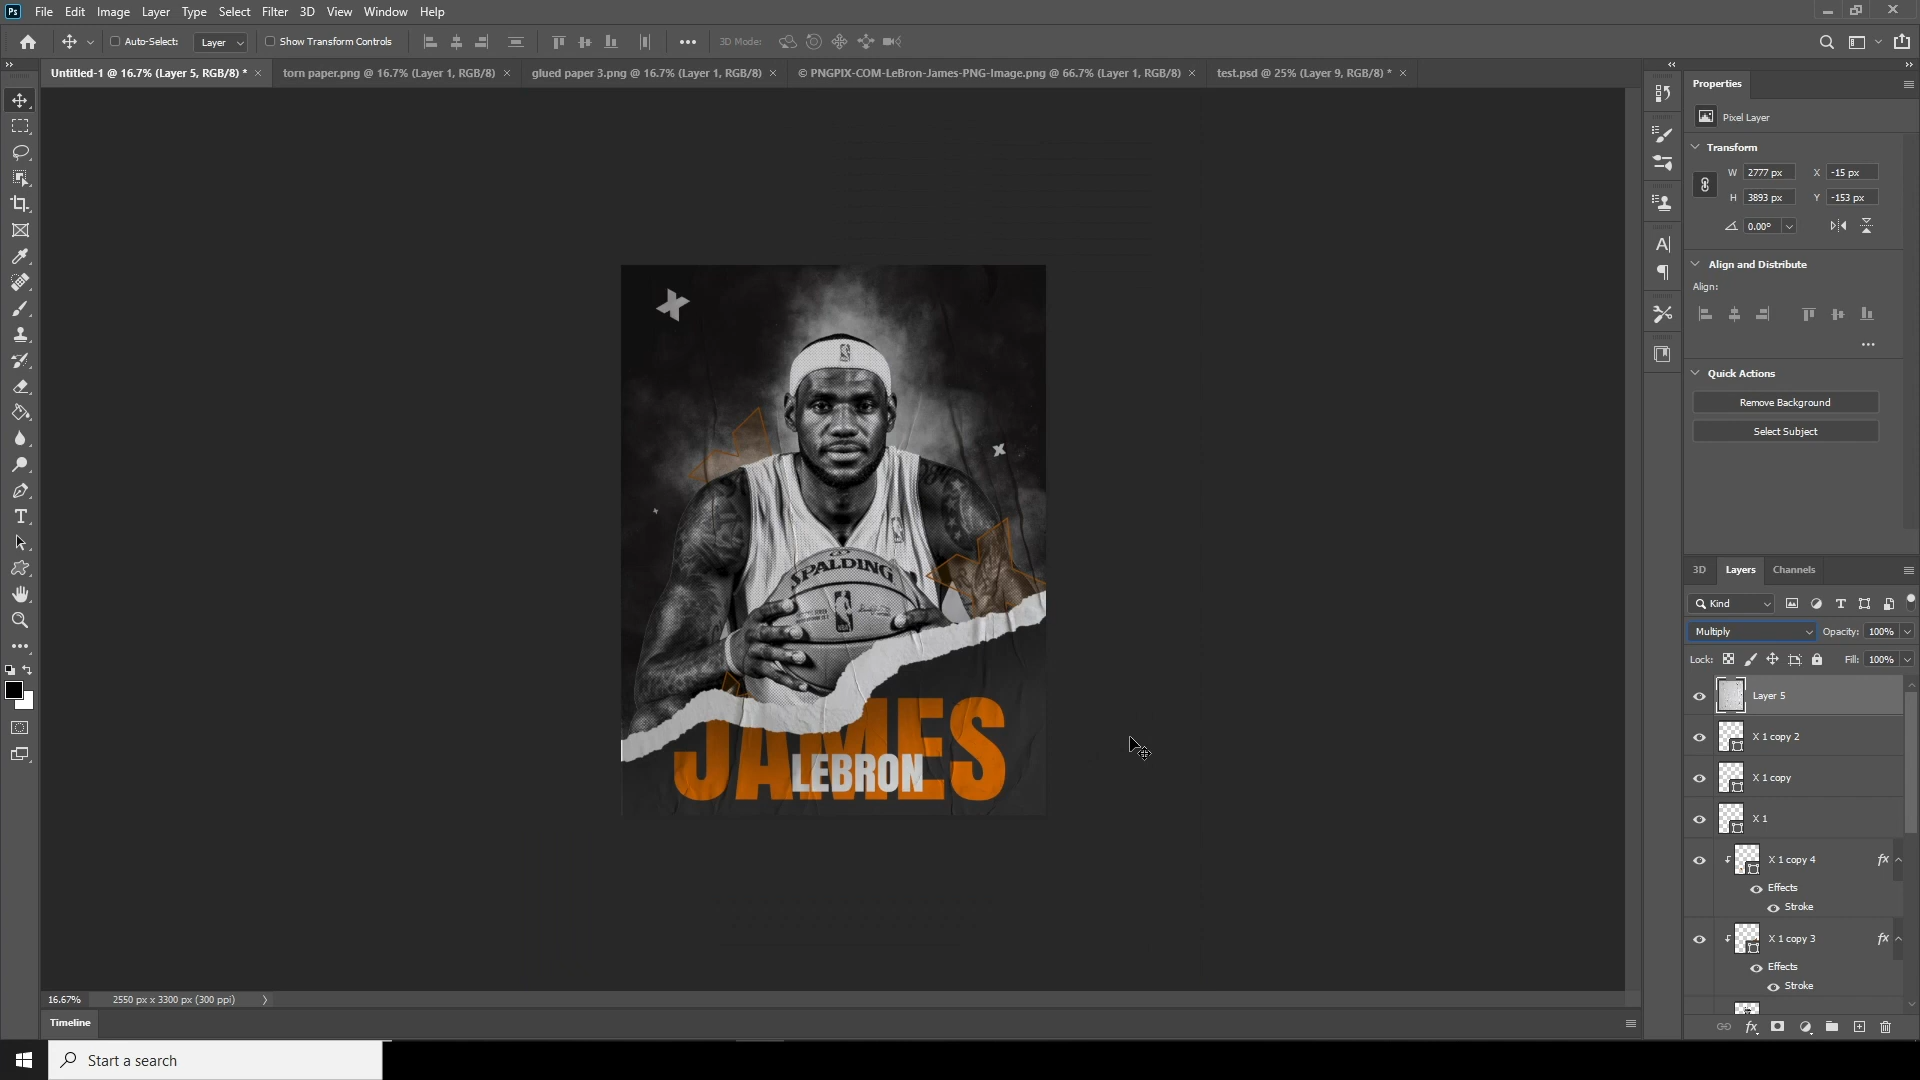 Ps File Edit Image Layer Type Select Filter 3D View Window Help
Auto-Select: Layer Show Transform Controls 3D Mode:
Untitled-1 @ 16.7% (Layer 5, RGB/8) * torn paper.png @ 16.7% (Layer 1, RGB/8) glued paper 3.png @ 16.7% (Layer 1, RGB/8) © PNGPIX-COM-LeBron-James-PNG-Image.png @ 66.7% (Layer 1, RGB/8) test.psd @ 25% (Layer 9, RGB/8) *
Properties
Pixel Layer
Transform
W 2777 px X -15 px
H 3893 px Y -153 px
0.00°
Align and Distribute
Align:
Quick Actions
Remove Background
Select Subject
SPALDING
JAMES
LEBRON
3D Layers Channels
Kind
Multiply Opacity: 100%
Lock: Fill: 100%
Layer 5
X 1 copy 2
X 1 copy
X 1
X 1 copy 4 fx
Effects
Stroke
X 1 copy 3 fx
Effects
Stroke
fx
16.67% 2550 px x 3300 px (300 ppi)
Timeline
Start a search